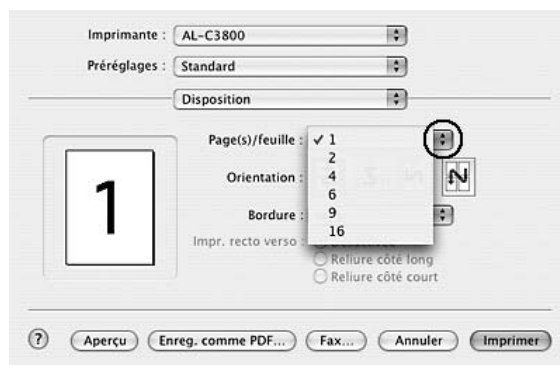 Imprimante : AL-C3800
Préréglages : Standard
Disposition
Page(s)/feuille : ✓ 1
2
Orientation : 4
6
Bordure : 9
16
Impr. recto verso :
Reliure côté long
Reliure côté court
1
? Aperçu Enreg. comme PDF... Fax... Annuler Imprimer